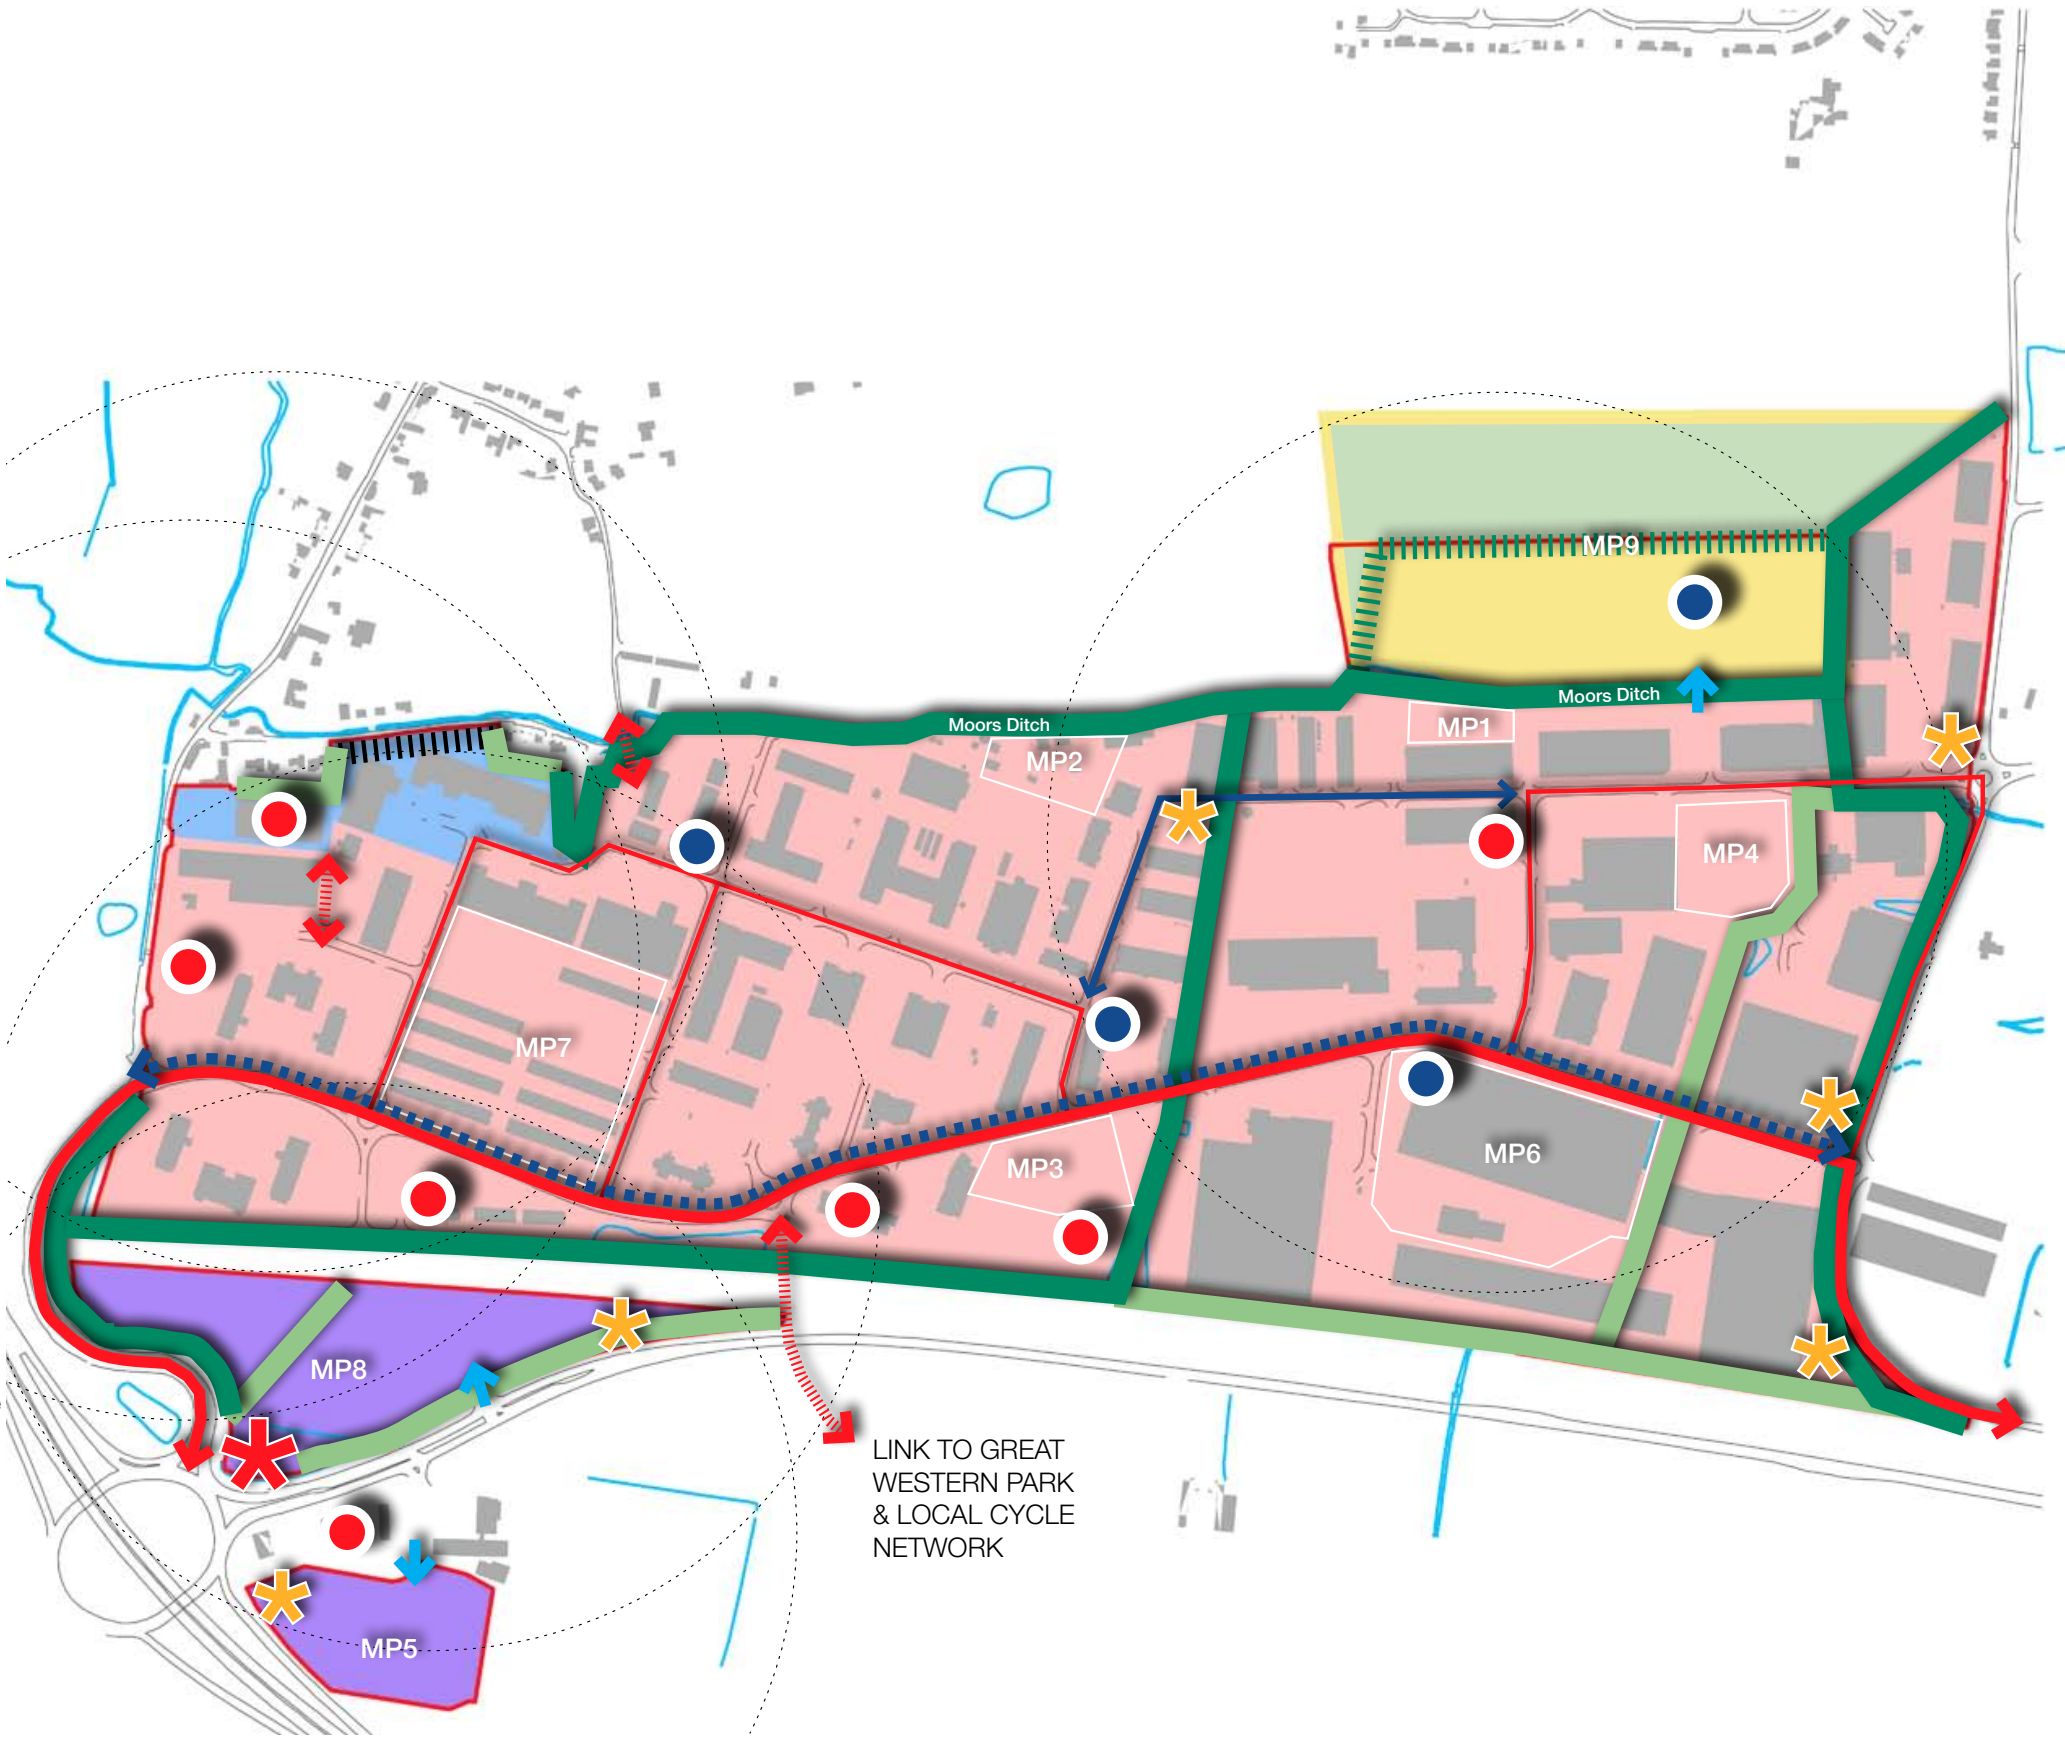 MP9
Moors Ditch
Moors Ditch
MP1
MP2
MP4
MP7
MP6
MP3
MP8
LINK TO GREAT
WESTERN PARK
& LOCAL CYCLE
NETWORK
MP5